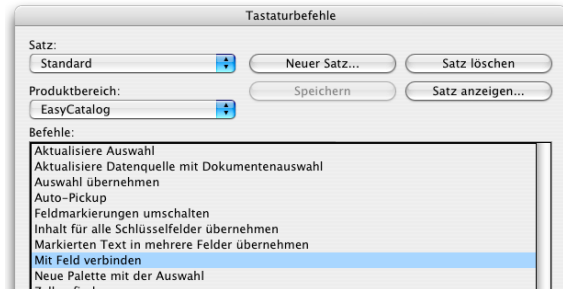 Tastaturbefehle
Satz:
Standard
Neuer Satz...
Satz löschen
Produktbereich:
Speichern
Satz anzeigen...
EasyCatalog
Befehle:
Aktualisiere Auswahl
Aktualisiere Datenquelle mit Dokumentenauswahl
Auswahl übernehmen
Auto-Pickup
Feldmarkierungen umschalten
Inhalt für alle Schlüsselfelder übernehmen
Markierten Text in mehrere Felder übernehmen
Mit Feld verbinden
Neue Palette mit der Auswahl